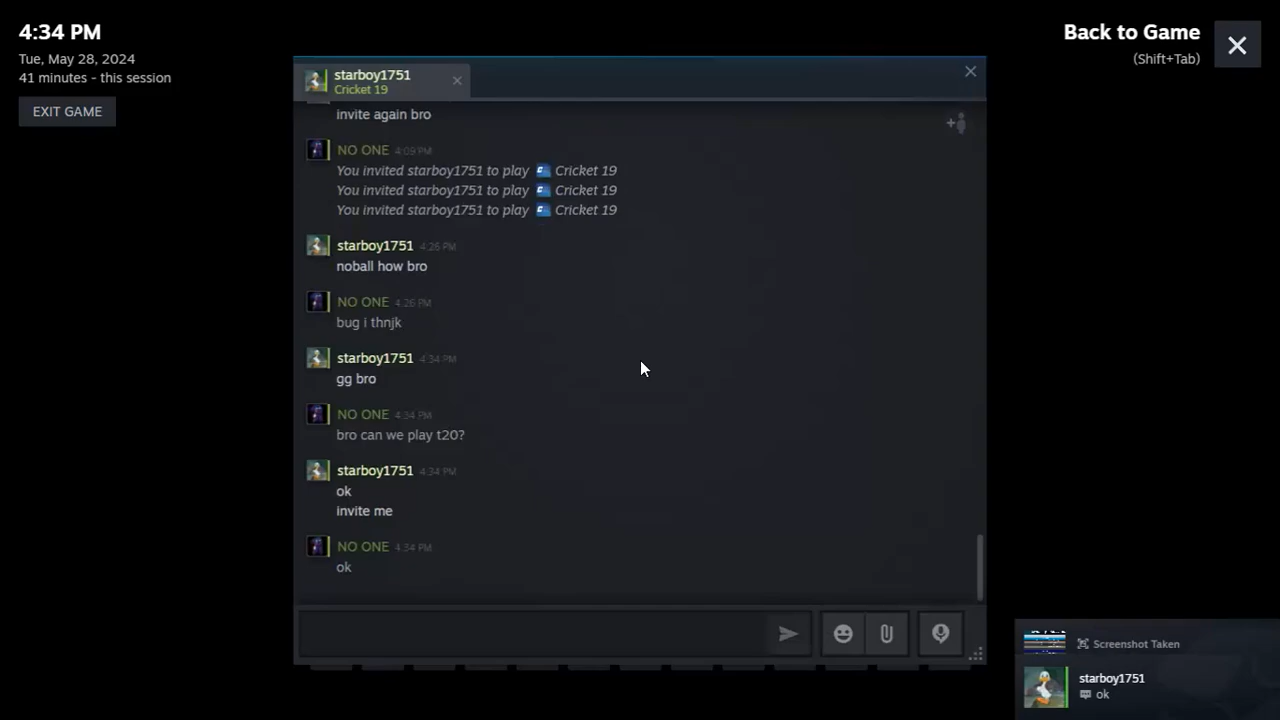 4:34 PM
Tue, May 28, 2024
41 minutes - this session
EXIT GAME
Back to Game
(Shift+Tab)
starboy1751
Cricket 19
invite again bro
NO ONE 4:09 PM
You invited starboy1751 to play Cricket 19
You invited starboy1751 to play Cricket 19
You invited starboy1751 to play Cricket 19
starboy1751 4:26 PM
noball how bro
NO ONE 4:26 PM
bug i thnjk
starboy1751 4:34 PM
gg bro
NO ONE 4:34 PM
bro can we play t20?
starboy1751 4:34 PM
ok
invite me
NO ONE 4:34 PM
ok
Screenshot Taken
starboy1751
ok